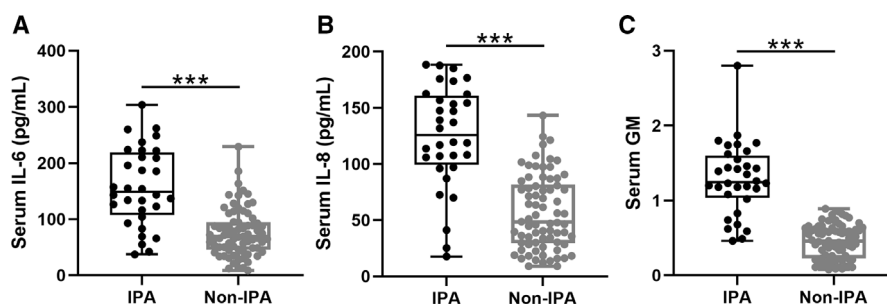 A
Serum IL-6 (pg/mL)
400
300
200
100
0
***
IPA
Non-IPA
B
Serum IL-8 (pg/mL)
200
150
100
50
0
***
IPA
Non-IPA
C
Serum GM
3
2
1
0
***
IPA
Non-IPA